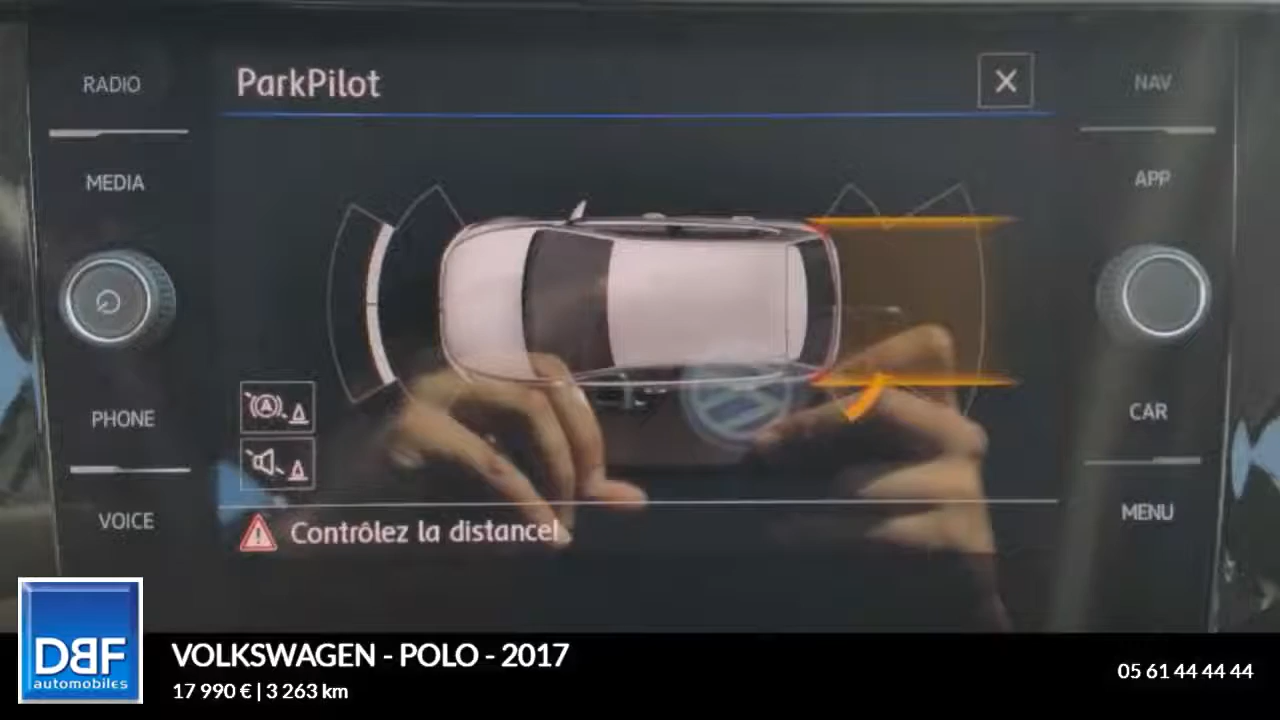 RADIO
ParkPilot
NAV
MEDIA
APP
PHONE
CAR
VOICE
MENU
Contrôlez la distance!
DBF
automobiles
VOLKSWAGEN - POLO - 2017
17 990 € | 3 263 km
05 61 44 44 44